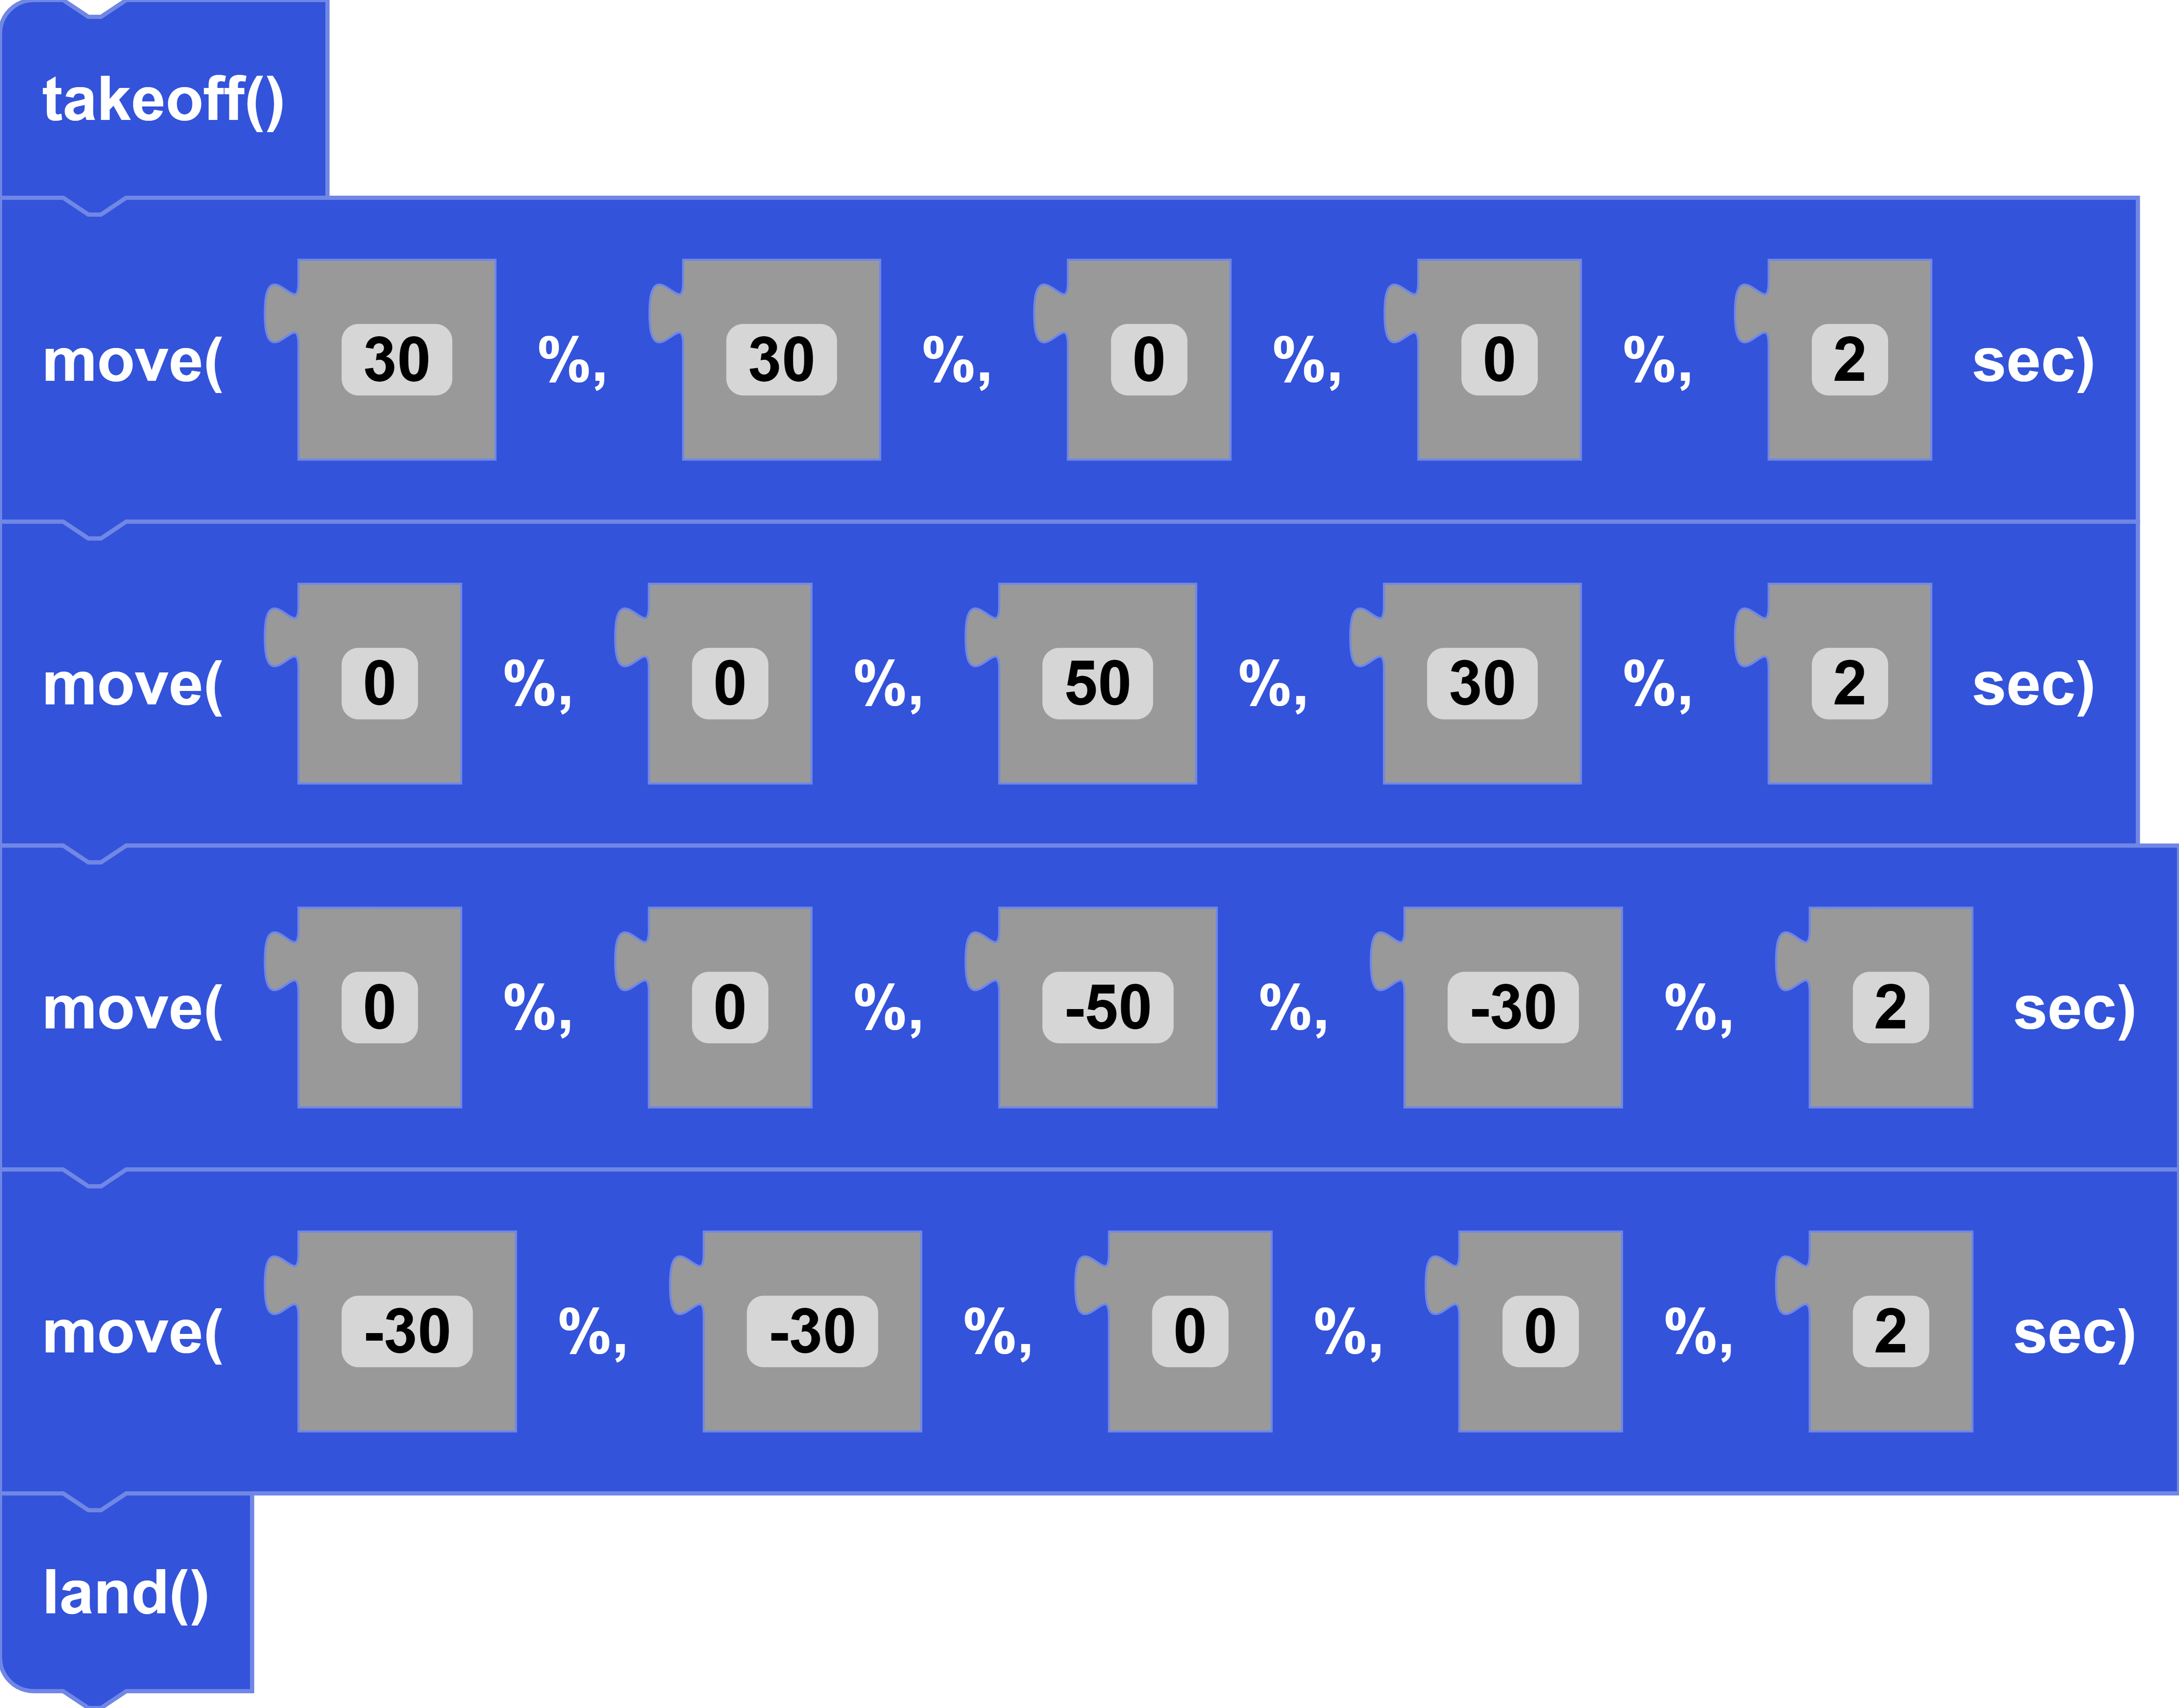 takeoff()
move( 30 %, 30 %, 0 %, 0 %, 2 sec)
move( 0 %, 0 %, 50 %, 30 %, 2 sec)
move( 0 %, 0 %, -50 %, -30 %, 2 sec)
move( -30 %, -30 %, 0 %, 0 %, 2 sec)
land()